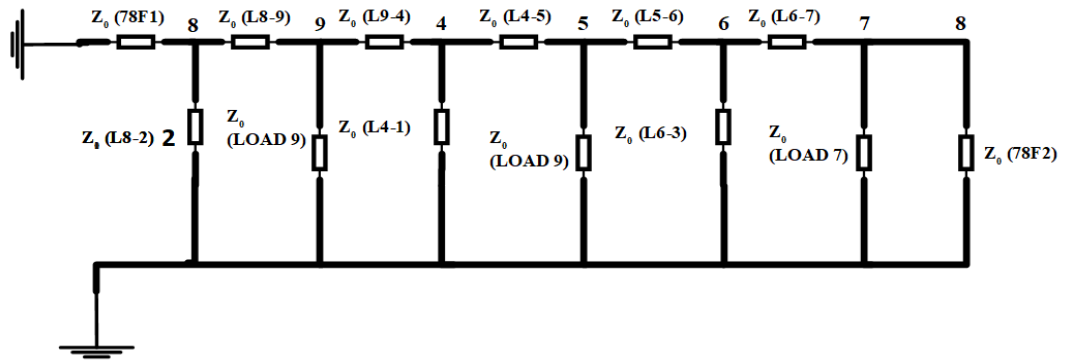 Z₀ (78F1) 8 Z₀ (L8-9) 9 Z₀ (L9-4) 4 Z₀ (L4-5) 5 Z₀ (L5-6) 6 Z₀ (L6-7) 7 8
Z₀ (L8-2) 2
Z₀
(LOAD 9)
Z₀ (L4-1)
Z₀
(LOAD 9)
Z₀ (L6-3)
Z₀
(LOAD 7)
Z₀ (78F2)